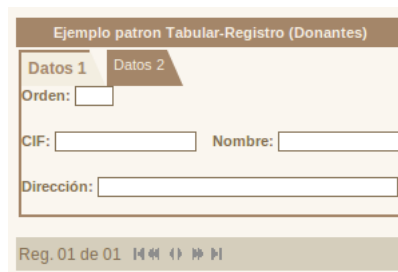 Ejemplo patron Tabular-Registro (Donantes)
Datos 1 Datos 2
Orden:
CIF: Nombre:
Dirección:
Reg. 01 de 01